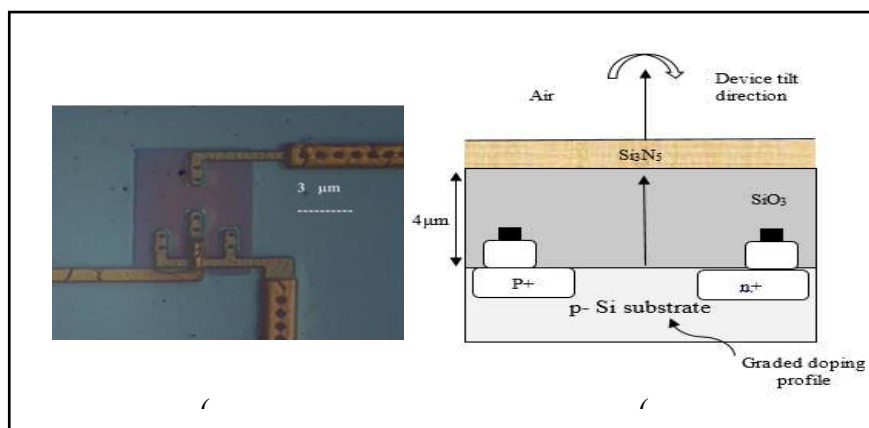 3 μm
Air
Device tilt
direction
Si3N5
SiO3
4μm
P+
n+
p- Si substrate
Graded doping
profile
(
(